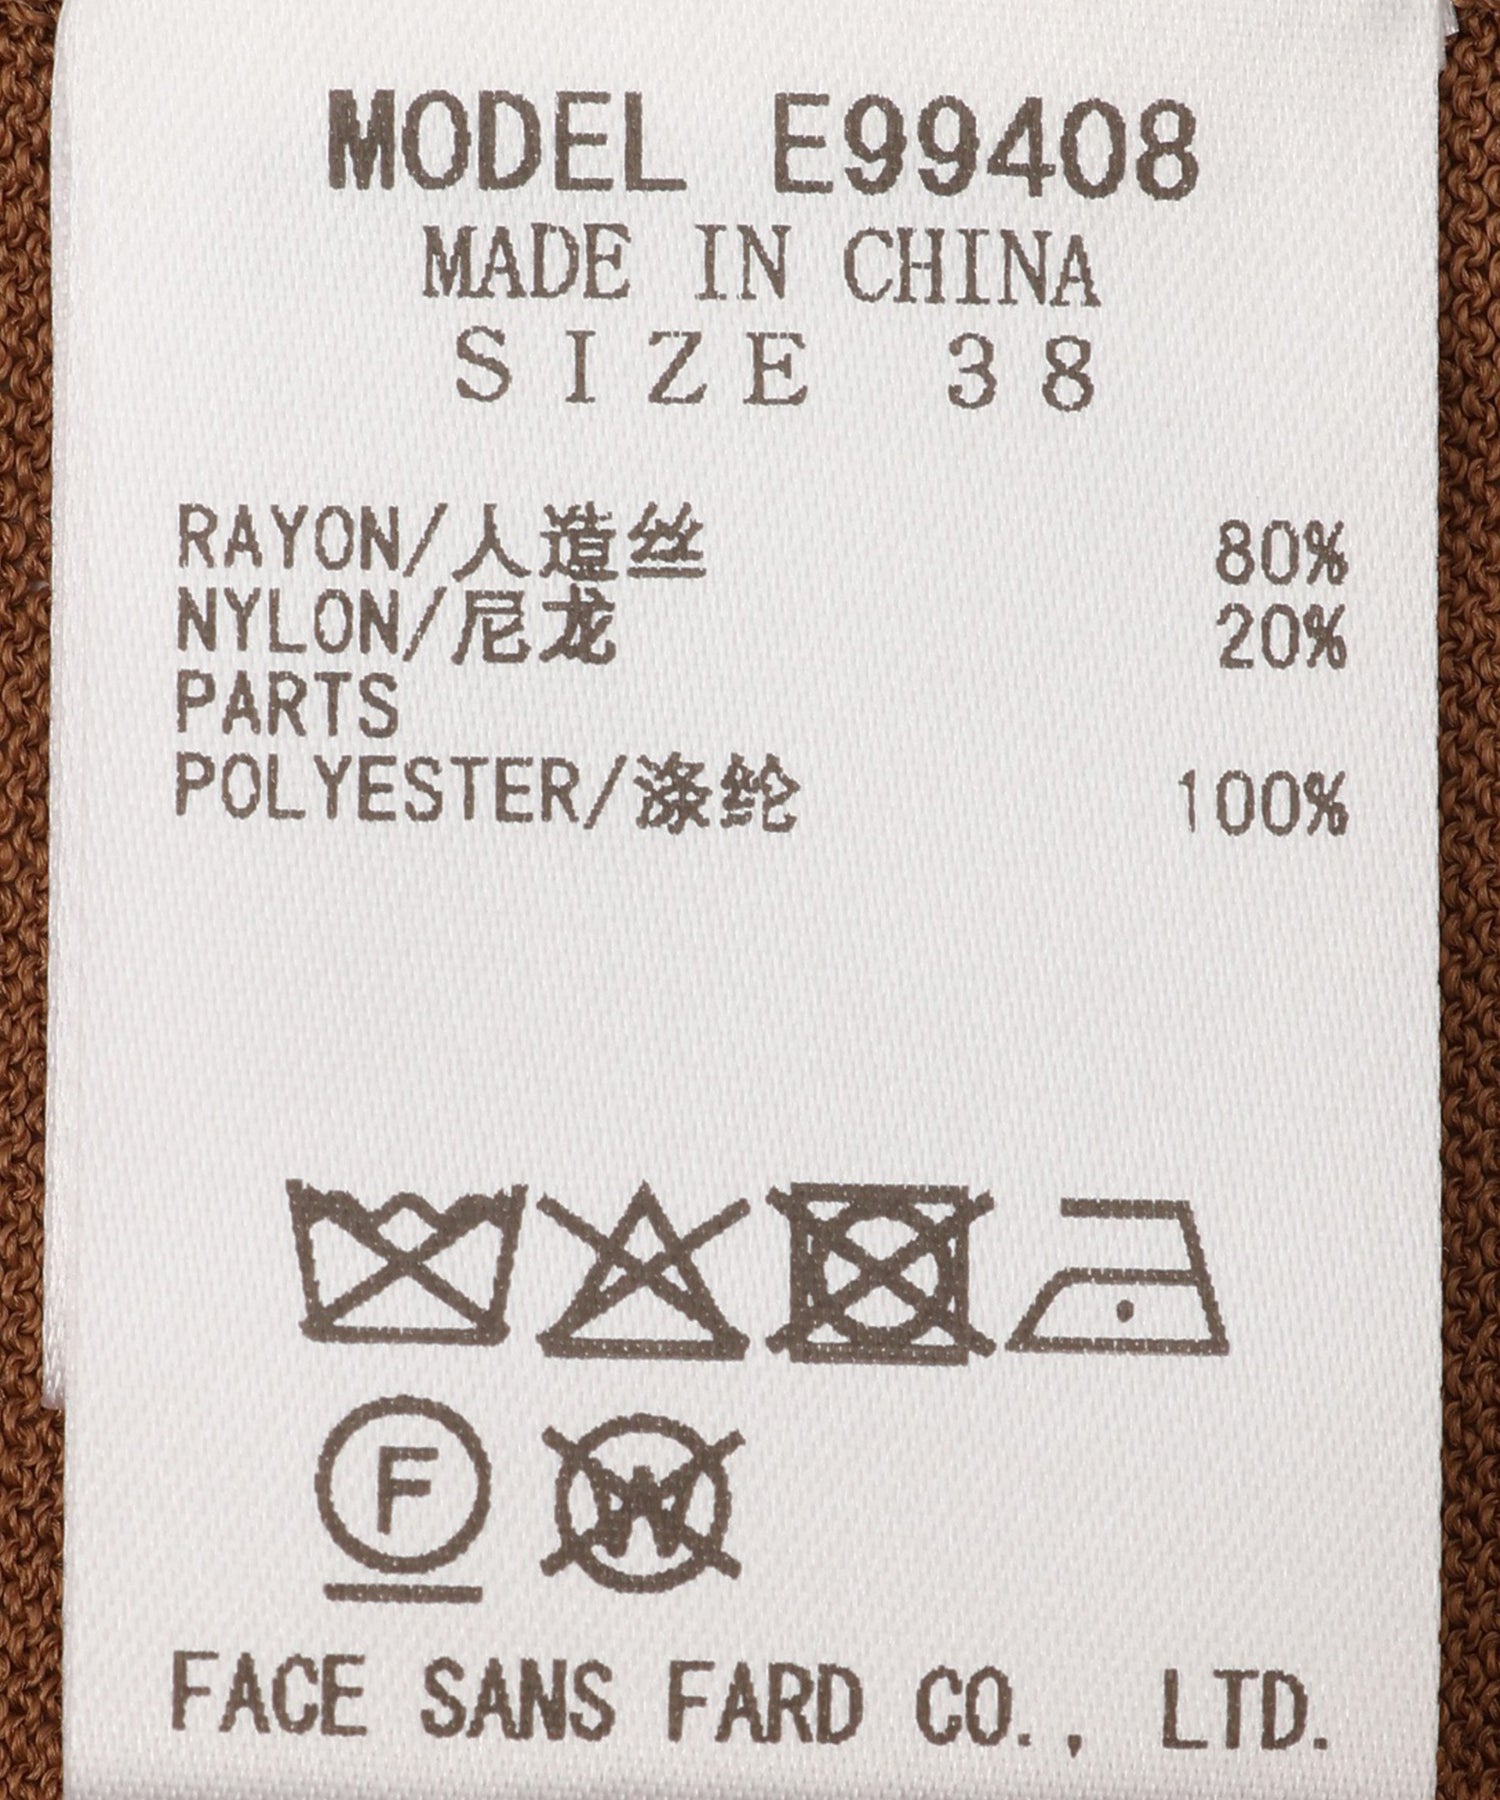 MODEL E99408
MADE IN CHINA
SIZE 38
RAYON/人造丝 80%
NYLON/尼龙 20%
PARTS
POLYESTER/涤纶 100%
F W
FACE SANS FARD CO., LTD.